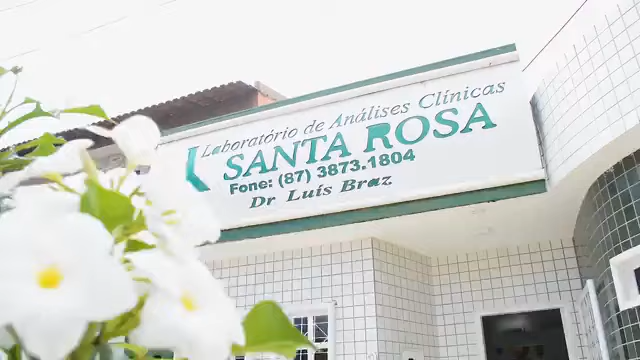 Laboratório de Análises Clínicas
SANTA ROSA
Fone: (87) 3873.1804
Dr Luís Braz